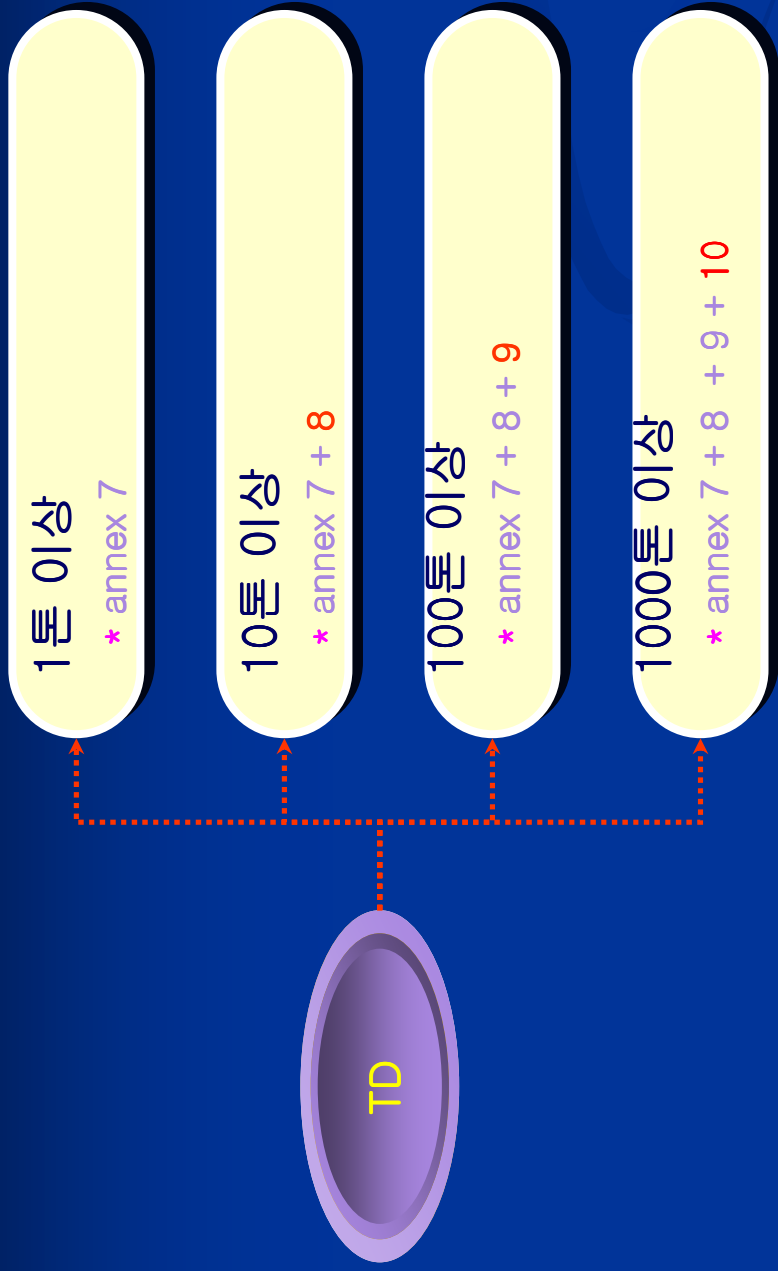 TD
1톤 이상
* annex 7
10톤 이상
* annex 7 + 8
100톤 이상
* annex 7 + 8 + 9
1000톤 이상
* annex 7 + 8 + 9 + 10